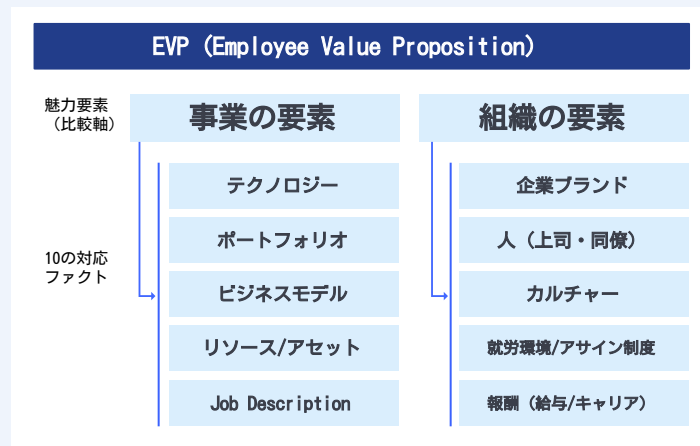 EVP (Employee Value Proposition)
魅力要素
（比較軸）
事業の要素
組織の要素
10の対応
ファクト
テクノロジー
ポートフォリオ
ビジネスモデル
リソース/アセット
Job Description
企業ブランド
人（上司・同僚）
カルチャー
就労環境/アサイン制度
報酬（給与/キャリア）